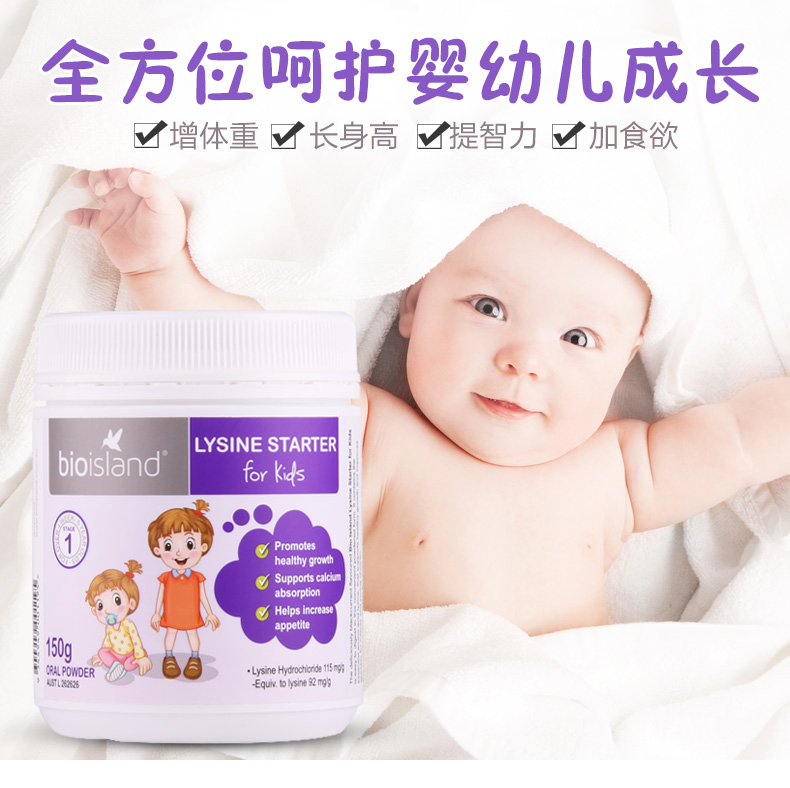 全方位呵护婴幼儿成长
增体重 长身高 提智力 加食欲
bioisland®
LYSINE STARTER
for kids
STAGE
1
Promotes
healthy growth
Supports calcium
absorption
Helps increase
appetite
150g
ORAL POWDER
AUST L 262626
• Lysine Hydrochloride 115 mg/g
-Equiv. to lysine 92 mg/g